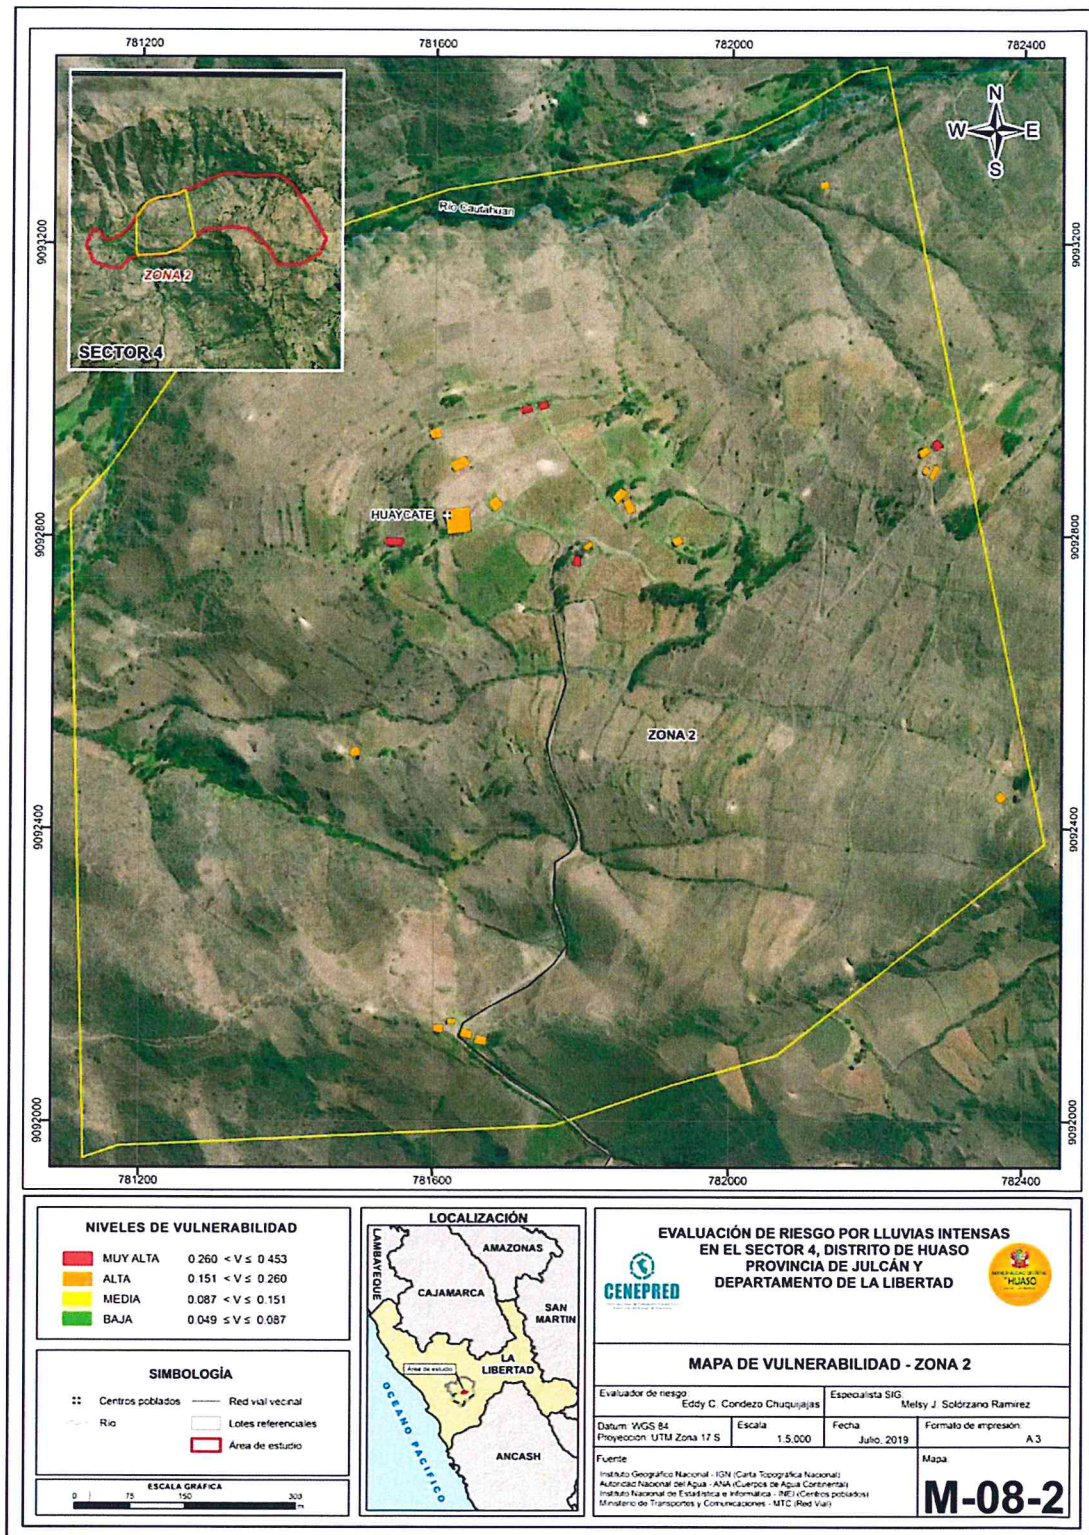 781200 781600 782000 782400
N
W E
S
Río Cautahuan
9093200 9093200
ZONA 2
SECTOR 4
HUAYCATE
9092800 9092800
ZONA 2
9092400 9092400
9092000 9092000
781200 781600 782000 782400
NIVELES DE VULNERABILIDAD
MUY ALTA 0.260 < V ≤ 0.453
ALTA 0.151 < V ≤ 0.260
MEDIA 0.087 < V ≤ 0.151
BAJA 0.049 ≤ V ≤ 0.087
SIMBOLOGÍA
Centros poblados Red vial vecinal
Río Lotes referenciales
Área de estudio
ESCALA GRÁFICA
0 75 150 300
m
LOCALIZACIÓN
LAMBAYEQUE
AMAZONAS
CAJAMARCA
SAN
MARTIN
LA
LIBERTAD
Área de estudio
OCEANO PACIFICO
ANCASH
EVALUACIÓN DE RIESGO POR LLUVIAS INTENSAS
EN EL SECTOR 4, DISTRITO DE HUASO
PROVINCIA DE JULCÁN Y
DEPARTAMENTO DE LA LIBERTAD
CENEPRED
HUASO
MAPA DE VULNERABILIDAD - ZONA 2
Evaluador de riesgo:
Eddy C. Condezo Chuquijajas
Especialista SIG:
Melsy J. Solórzano Ramirez
Datum: WGS 84
Proyección: UTM Zona 17 S
Escala
1:5,000
Fecha
Julio, 2019
Formato de impresión:
A3
Fuente
Instituto Geográfico Nacional - IGN (Carta Topográfica Nacional)
Autoridad Nacional del Agua - ANA (Cuerpos de Agua Continental)
Instituto Nacional de Estadística e Informática - INEI (Centros poblados)
Ministerio de Transportes y Comunicaciones - MTC (Red Vial)
Mapa:
M-08-2